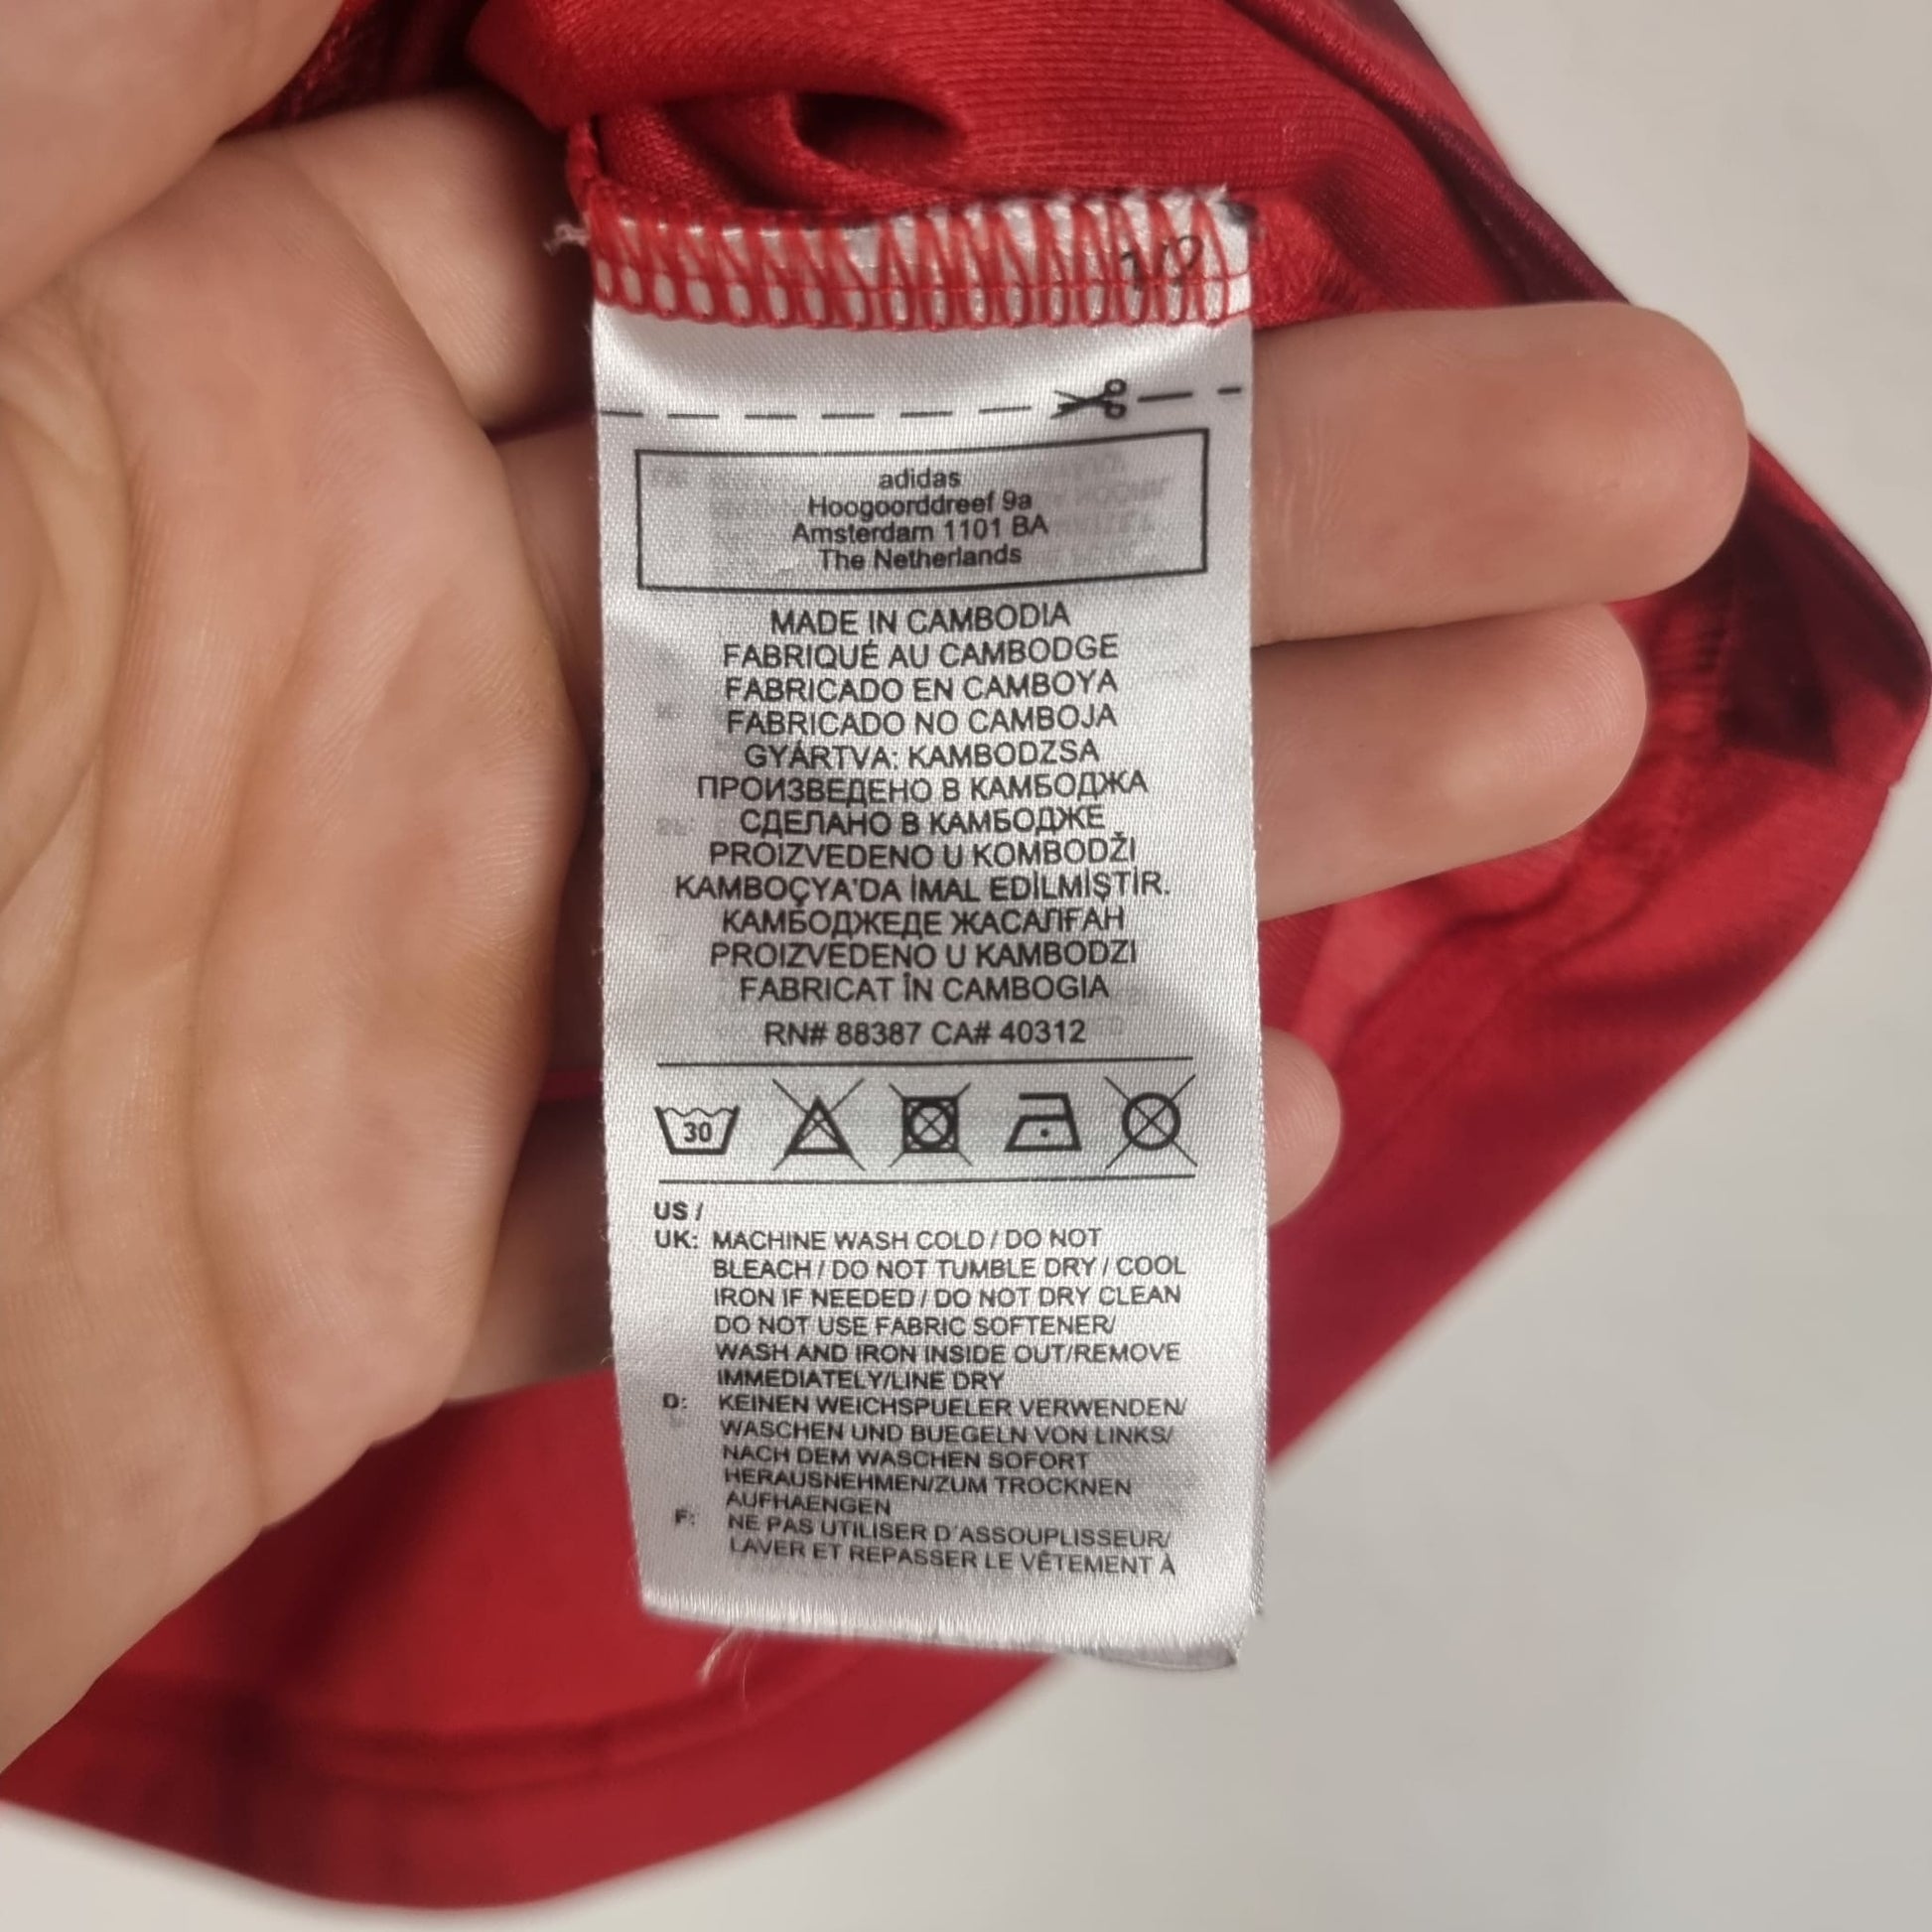 adidas
Hoogoorddreef 9a
Amsterdam 1101 BA
The Netherlands
MADE IN CAMBODIA
FABRIQUÉ AU CAMBODGE
FABRICADO EN CAMBOYA
FABRICADO NO CAMBOJA
GYÁRTVA: KAMBODZSA
ПРОИЗВЕДЕНО В КАМБОДЖА
СДЕЛАНО В КАМБОДЖЕ
PROIZVEDENO U KOMBODŽI
KAMBOÇYA'DA İMAL EDİLMİŞTİR.
КАМБОДЖЕДЕ ЖАСАЛҒАН
PROIZVEDENO U KAMBODZI
FABRICAT ÎN CAMBOGIA
RN# 88387 CA# 40312
30
US /
UK: MACHINE WASH COLD / DO NOT
BLEACH / DO NOT TUMBLE DRY / COOL
IRON IF NEEDED / DO NOT DRY CLEAN
DO NOT USE FABRIC SOFTENER/
WASH AND IRON INSIDE OUT/REMOVE
IMMEDIATELY/LINE DRY
D: KEINEN WEICHSPUELER VERWENDEN/
WASCHEN UND BUEGELN VON LINKS/
NACH DEM WASCHEN SOFORT
HERAUSNEHMEN/ZUM TROCKNEN
AUFHAENGEN
F: NE PAS UTILISER D'ASSOUPLISSEUR/
LAVER ET REPASSER LE VÊTEMENT À